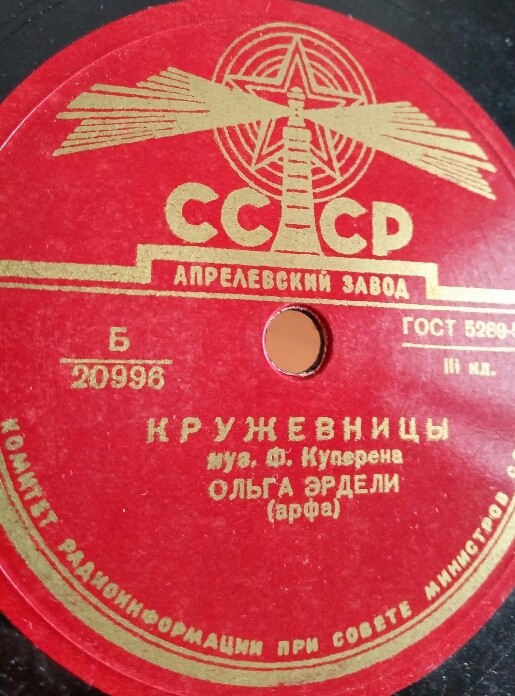 СССР
АПРЕЛЕВСКИЙ ЗАВОД
Б
20996
ГОСТ 5289-
III кл.
КРУЖЕВНИЦЫ
муз. Ф. Куперена
ОЛЬГА ЭРДЕЛИ
(арфа)
КОМИТЕТ РАДИОИНФОРМАЦИИ ПРИ СОВЕТЕ МИНИСТРОВ